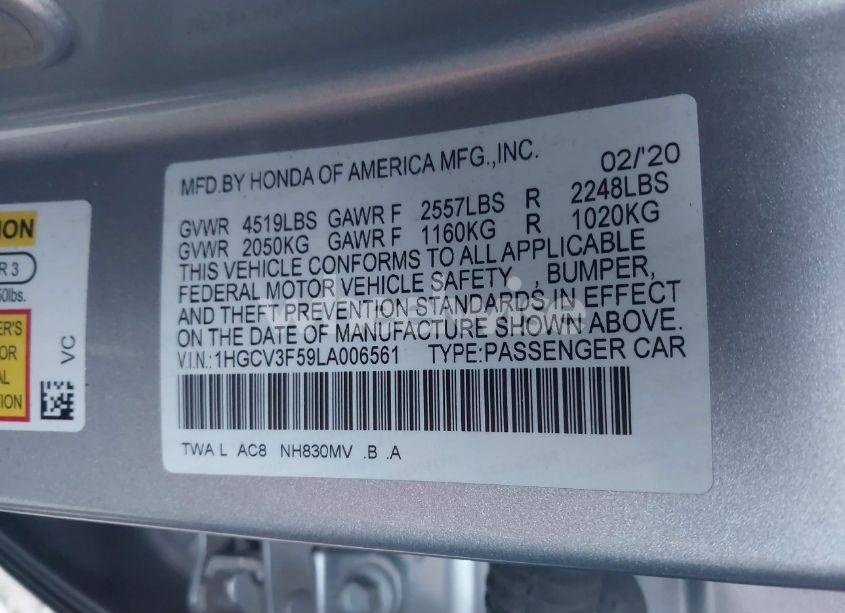 MFD.BY HONDA OF AMERICA MFG.,INC. 02/'20
GVWR 4519LBS GAWR F 2557LBS R 2248LBS
GVWR 2050KG GAWR F 1160KG R 1020KG
THIS VEHICLE CONFORMS TO ALL APPLICABLE
FEDERAL MOTOR VEHICLE SAFETY , BUMPER,
AND THEFT PREVENTION STANDARDS IN EFFECT
ON THE DATE OF MANUFACTURE SHOWN ABOVE.
V.I.N.:1HGCV3F59LA006561 TYPE:PASSENGER CAR
TWA L AC8 NH830MV .B .A
R 3
VC